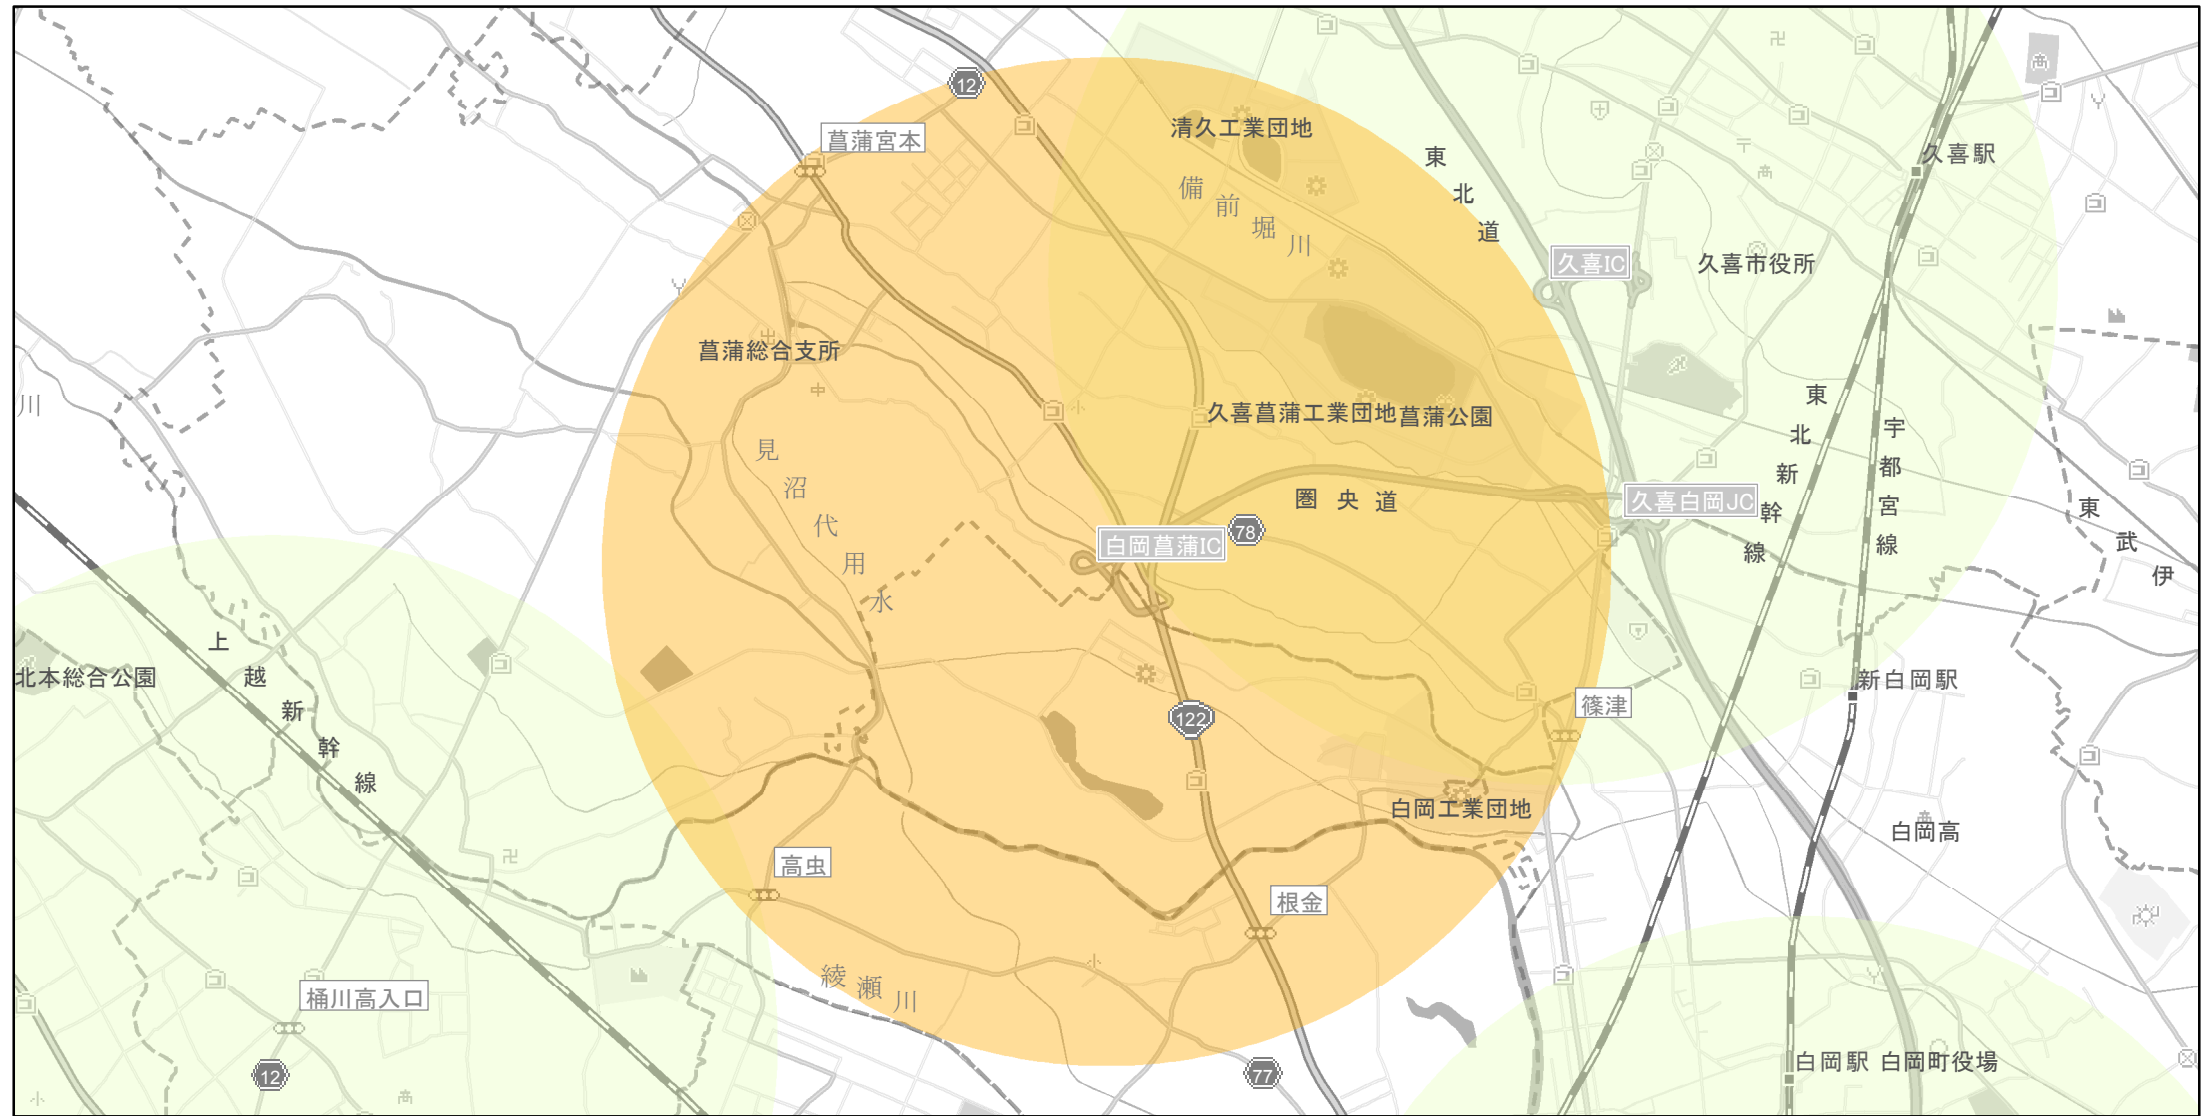 12
菖蒲宮本
清久工業団地
備前堀川
東北道
久喜駅
久喜IC
久喜市役所
菖蒲総合支所
川
久喜菖蒲工業団地
菖蒲公園
見沼代用水
圏央道
78
白岡菖蒲IC
久喜白岡JC
東北新幹線
宇都宮線
東武伊
上越新幹線
北本総合公園
新白岡駅
篠津
122
白岡工業団地
白岡高
高虫
根金
綾瀬川
桶川高入口
12
77
白岡駅
白岡町役場